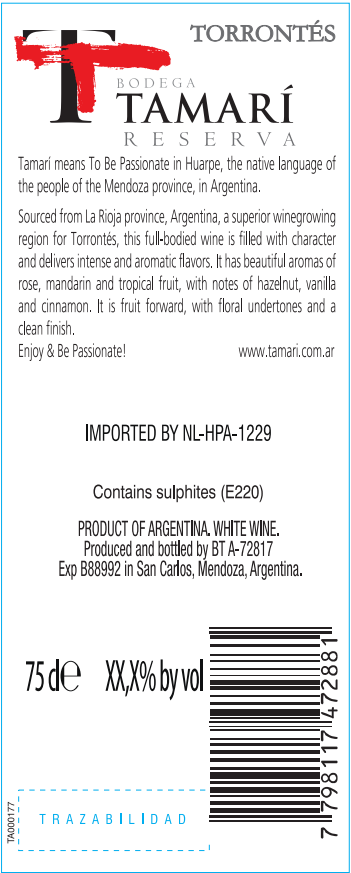 TORRONTÉS
T
BODEGA
TAMARÍ
RESERVA
Tamarí means To Be Passionate in Huarpe, the native language of
the people of the Mendoza province, in Argentina.
Sourced from La Rioja province, Argentina, a superior winegrowing
region for Torrontés, this full-bodied wine is filled with character
and delivers intense and aromatic flavors. It has beautiful aromas of
rose, mandarin and tropical fruit, with notes of hazelnut, vanilla
and cinnamon. It is fruit forward, with floral undertones and a
clean finish.
Enjoy & Be Passionate! www.tamari.com.ar
IMPORTED BY NL-HPA-1229
Contains sulphites (E220)
PRODUCT OF ARGENTINA. WHITE WINE.
Produced and bottled by BT A-72817
Exp B88992 in San Carlos, Mendoza, Argentina.
75 d℮ XX,X% by vol
7 798117 472881
TA000177
TRAZABILIDAD